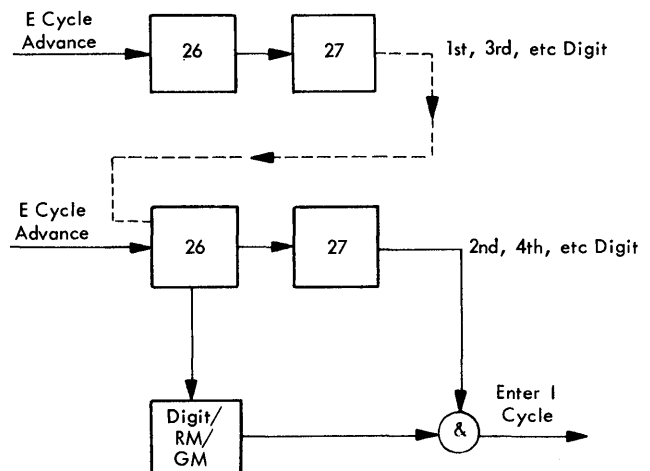 E Cycle
Advance
26
27
1st, 3rd, etc Digit
E Cycle
Advance
26
27
2nd, 4th, etc Digit
Digit/
RM/
GM
&
Enter I
Cycle